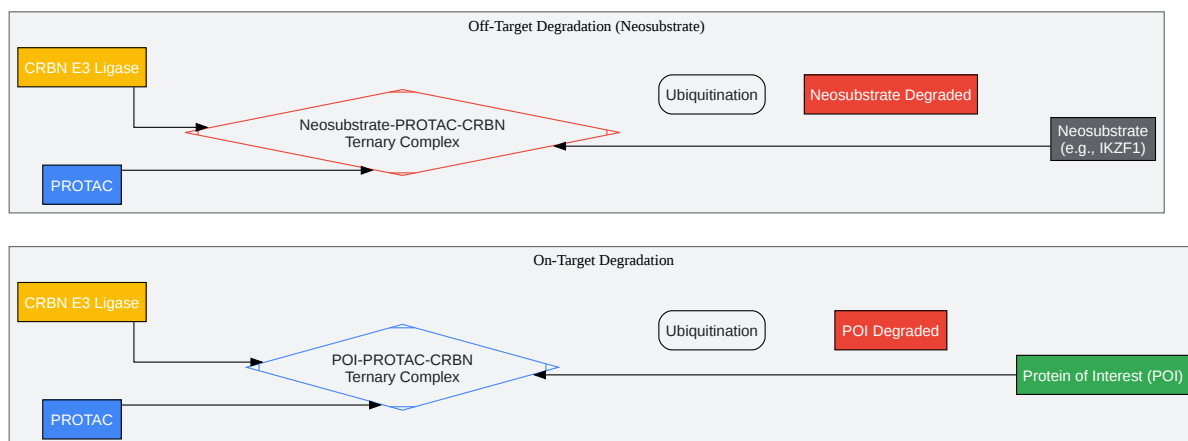 Off-Target Degradation (Neosubstrate)
CRBN E3 Ligase
Ubiquitination
Neosubstrate Degraded
Neosubstrate-PROTAC-CRBN
Ternary Complex
Neosubstrate
(e.g., IKZF1)
PROTAC
On-Target Degradation
CRBN E3 Ligase
Ubiquitination
POI Degraded
POI-PROTAC-CRBN
Ternary Complex
Protein of Interest (POI)
PROTAC